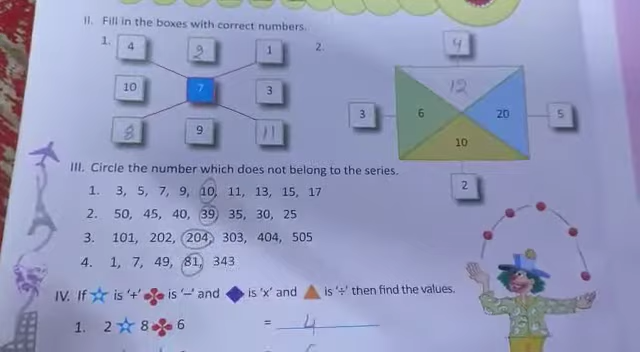 II. Fill in the boxes with correct numbers.
1. 4 9 1 2. 4
10 7 3
8 9 11
12
3 6 20 5
10
2
III. Circle the number which does not belong to the series.
1. 3, 5, 7, 9, 10, 11, 13, 15, 17
2. 50, 45, 40, 39, 35, 30, 25
3. 101, 202, 204, 303, 404, 505
4. 1, 7, 49, 81, 343
IV. If ☆ is '+' is '–' and ◆ is 'x' and ▲ is '÷' then find the values.
1. 2 ☆ 8 6 = 4